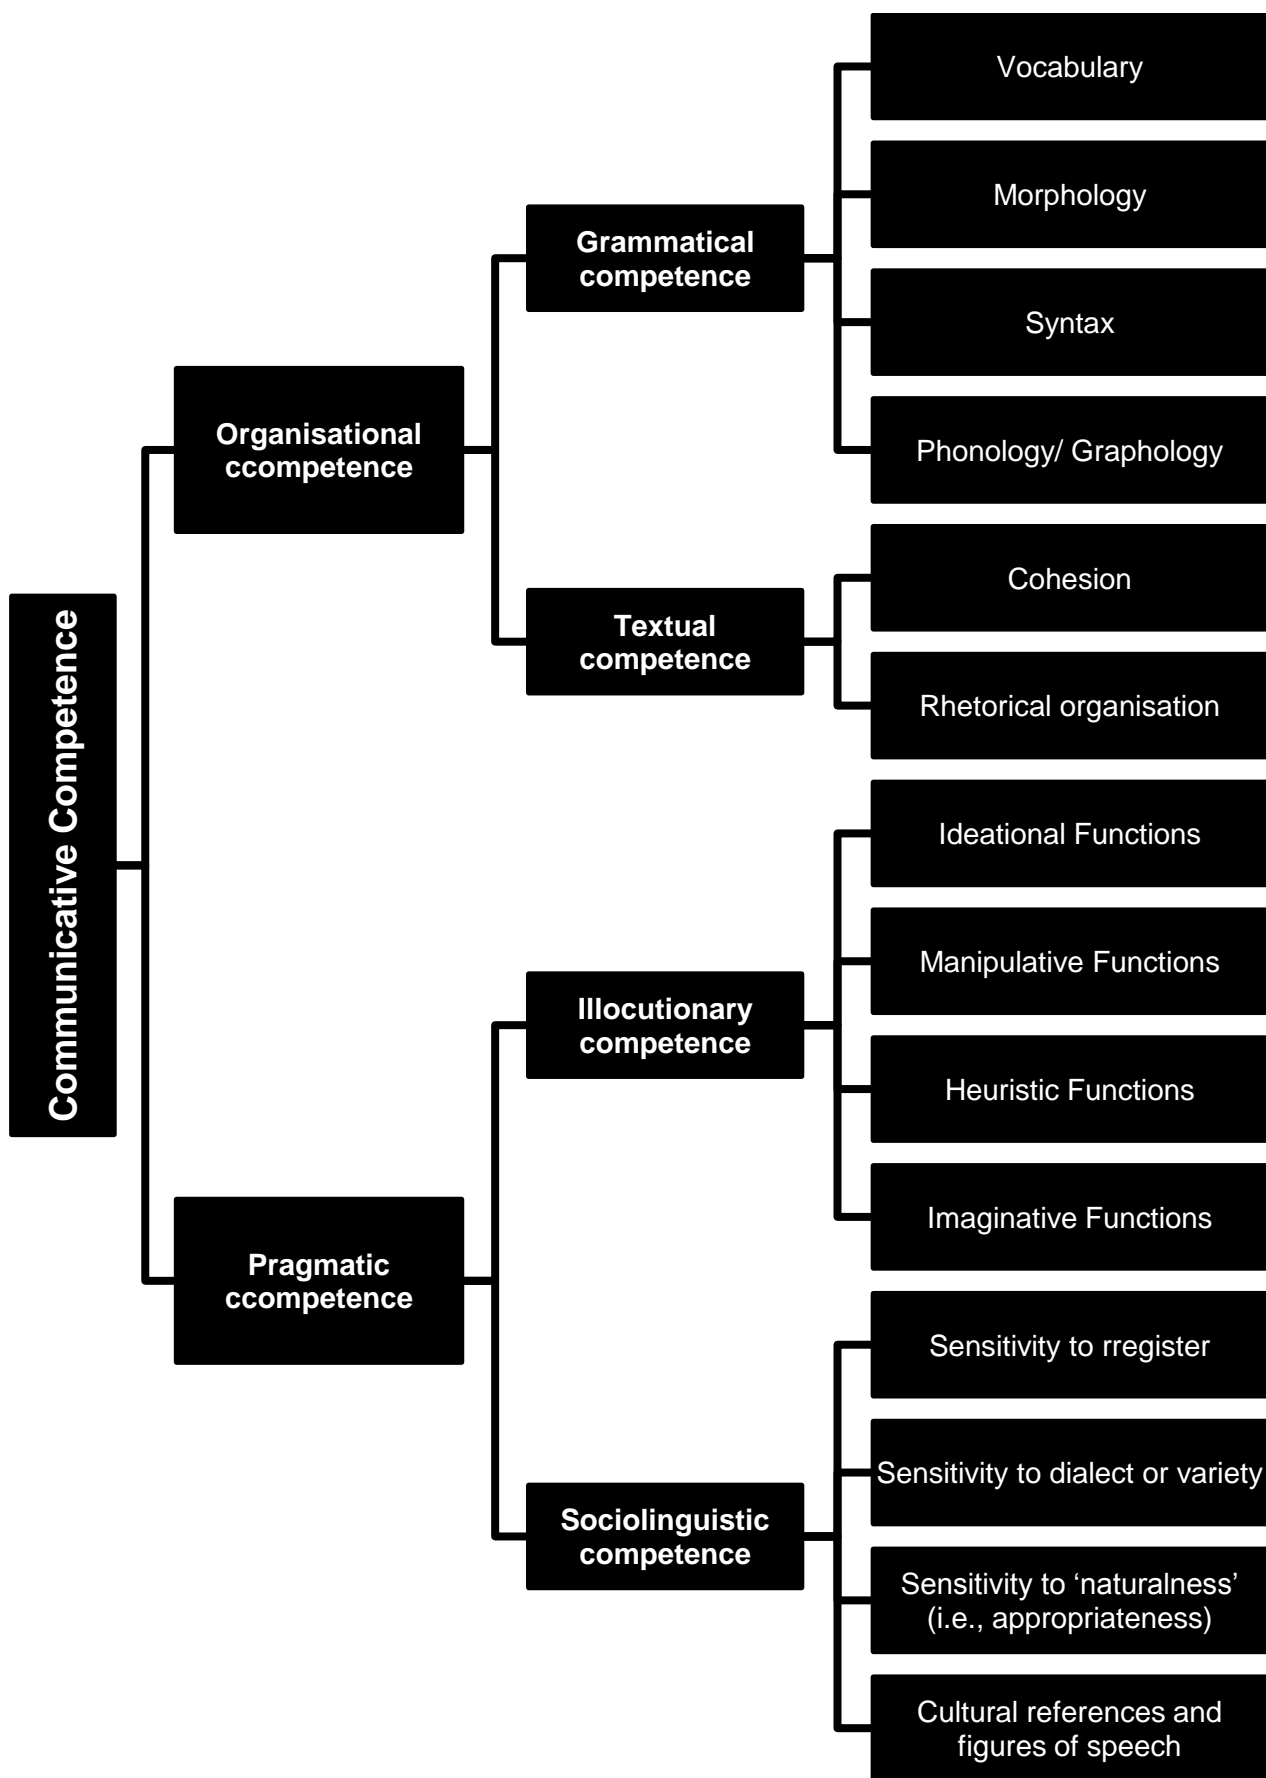 Communicative Competence
Organisational
ccompetence
Grammatical
competence
Vocabulary
Morphology
Syntax
Phonology/ Graphology
Textual
competence
Cohesion
Rhetorical organisation
Pragmatic
ccompetence
Illocutionary
competence
Ideational Functions
Manipulative Functions
Heuristic Functions
Imaginative Functions
Sociolinguistic
competence
Sensitivity to rregister
Sensitivity to dialect or variety
Sensitivity to ‘naturalness’
(i.e., appropriateness)
Cultural references and
figures of speech